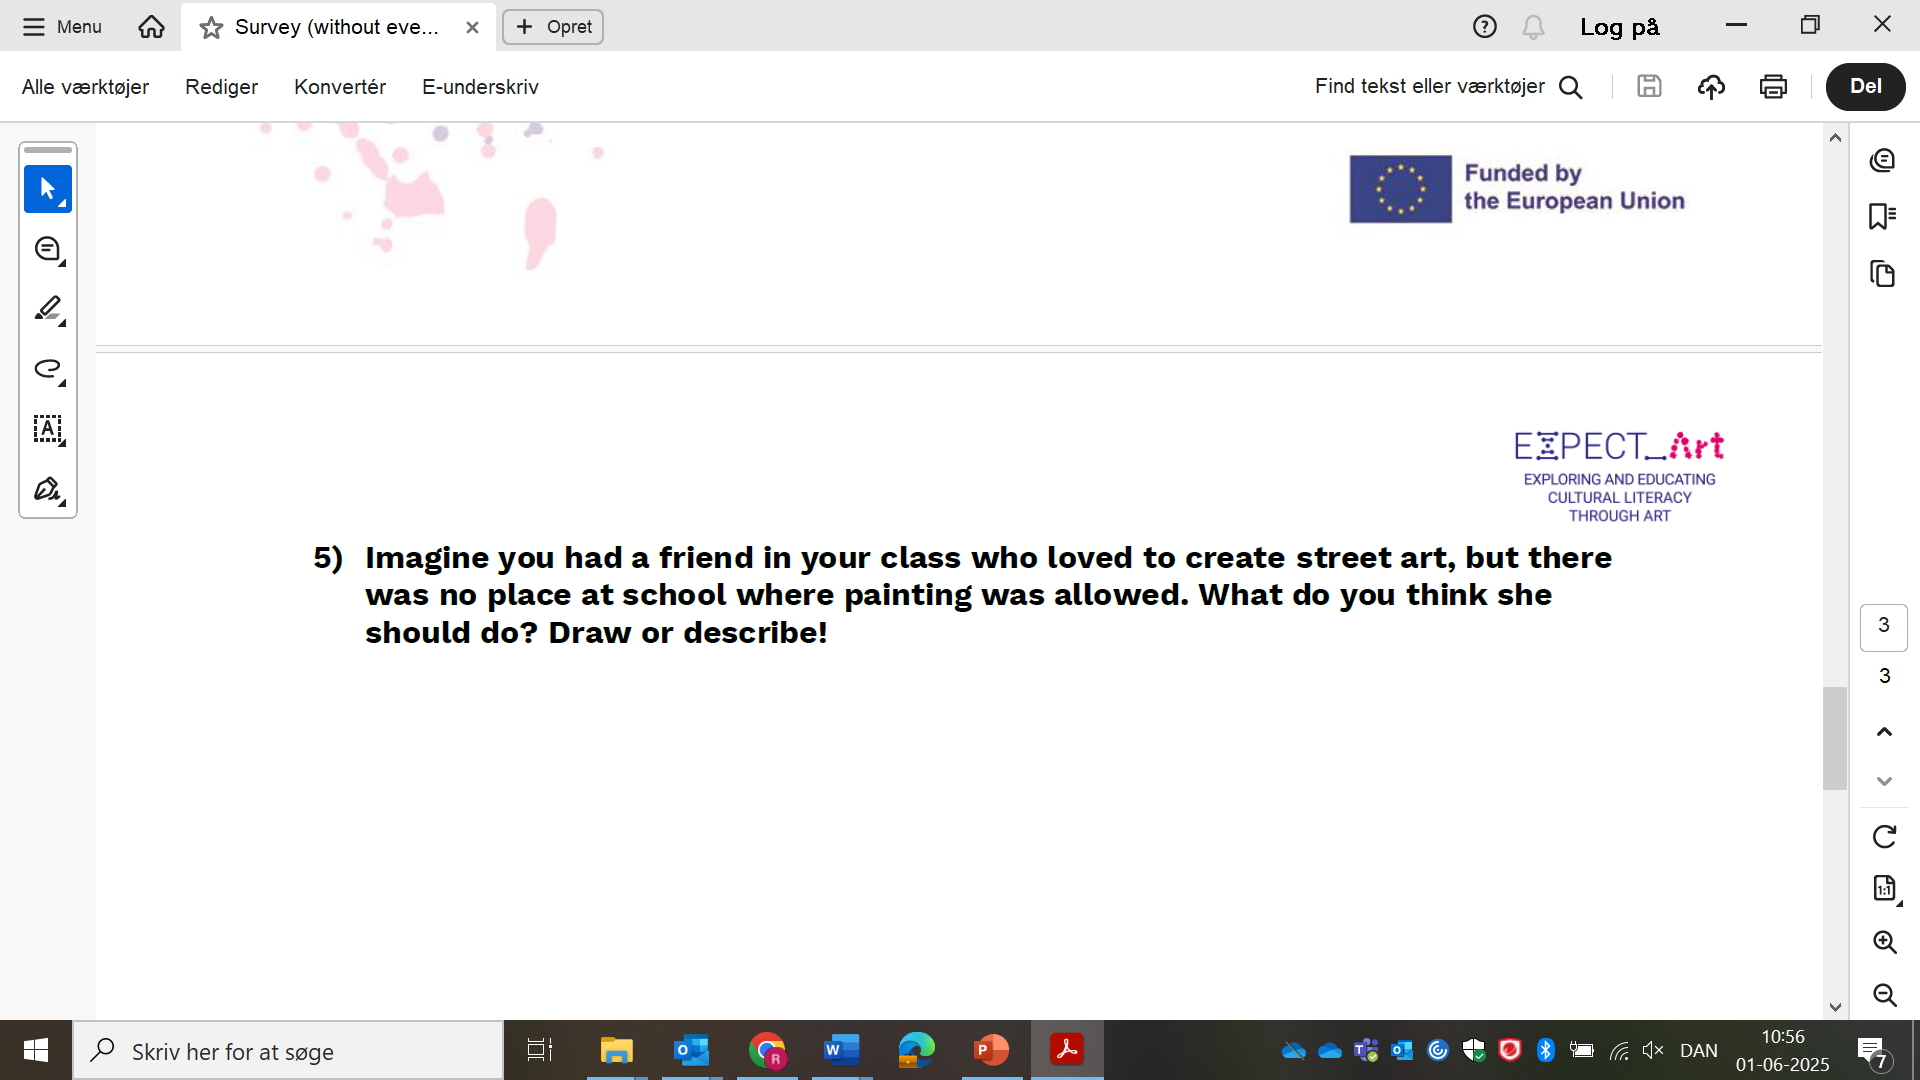 Menu
Survey (without eve...
Opret
Log på
Alle værktøjer
Rediger
Konvertér
E-underskriv
Find tekst eller værktøjer
Del
Funded by
the European Union
EXPECT_Art
EXPLORING AND EDUCATING
CULTURAL LITERACY
THROUGH ART
5) Imagine you had a friend in your class who loved to create street art, but there
was no place at school where painting was allowed. What do you think she
should do? Draw or describe!
3
3
1:1
Skriv her for at søge
DAN
10:56
01-06-2025
7